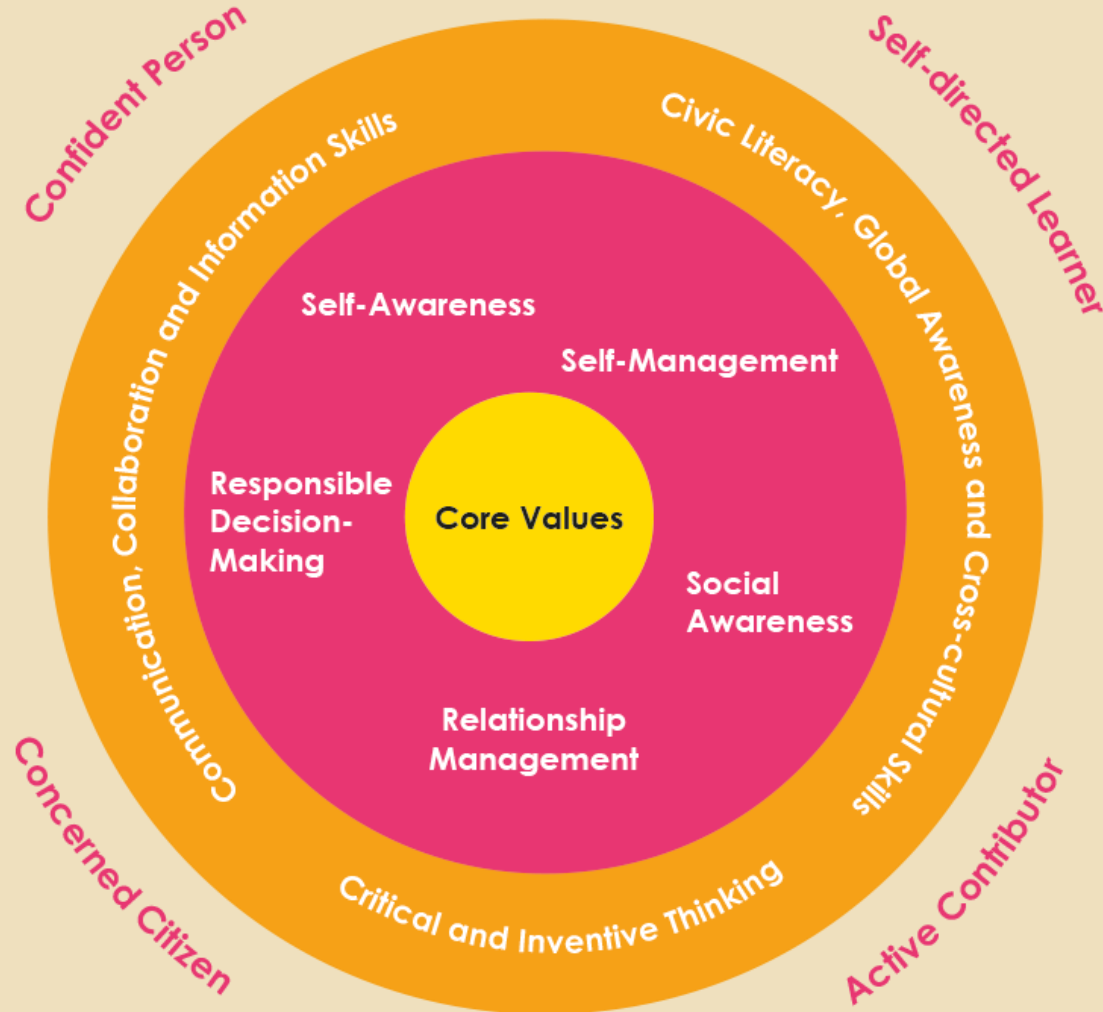 Confident Person
Self-directed Learner
Communication, Collaboration and Information Skills
Civic Literacy, Global Awareness and Cross-cultural Skills
Self-Awareness
Self-Management
Responsible
Decision-
Making
Core Values
Social
Awareness
Relationship
Management
Critical and Inventive Thinking
Concerned Citizen
Active Contributor